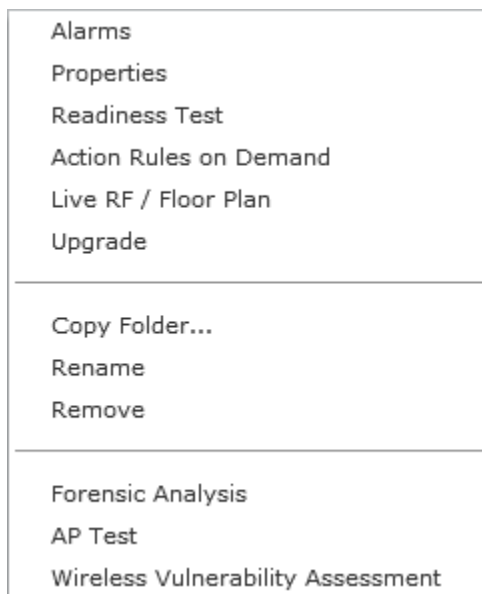 Alarms
Properties
Readiness Test
Action Rules on Demand
Live RF / Floor Plan
Upgrade
Copy Folder...
Rename
Remove
Forensic Analysis
AP Test
Wireless Vulnerability Assessment